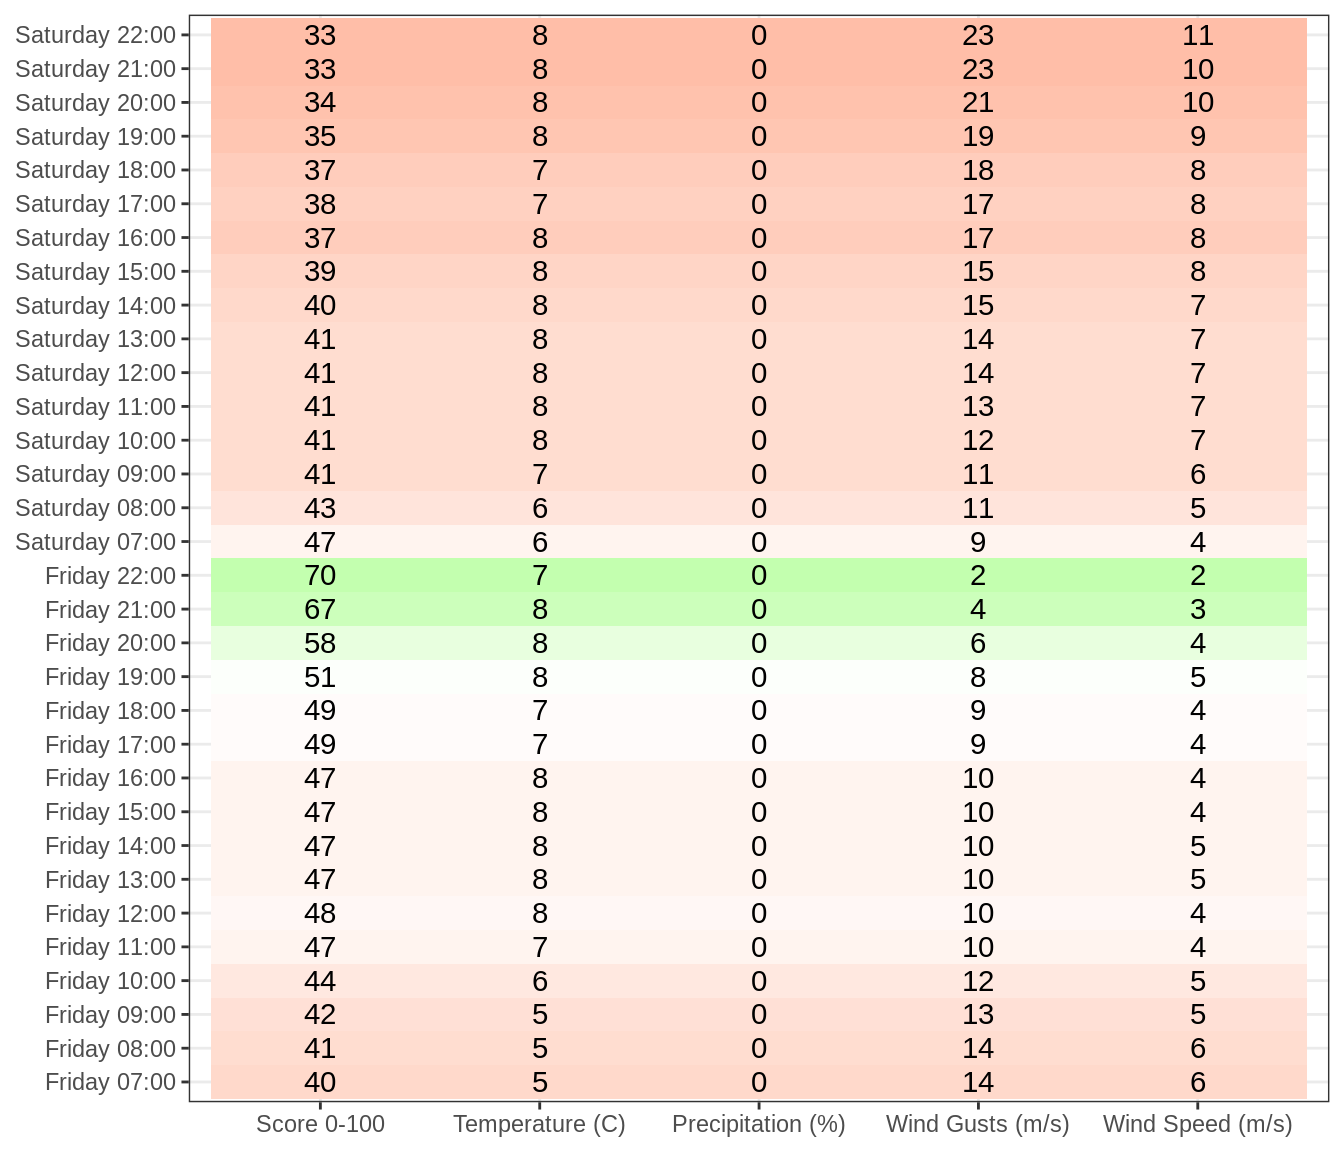 Saturday 22:00 33 8 0 23 11
Saturday 21:00 33 8 0 23 10
Saturday 20:00 34 8 0 21 10
Saturday 19:00 35 8 0 19 9
Saturday 18:00 37 7 0 18 8
Saturday 17:00 38 7 0 17 8
Saturday 16:00 37 8 0 17 8
Saturday 15:00 39 8 0 15 8
Saturday 14:00 40 8 0 15 7
Saturday 13:00 41 8 0 14 7
Saturday 12:00 41 8 0 14 7
Saturday 11:00 41 8 0 13 7
Saturday 10:00 41 8 0 12 7
Saturday 09:00 41 7 0 11 6
Saturday 08:00 43 6 0 11 5
Saturday 07:00 47 6 0 9 4
Friday 22:00 70 7 0 2 2
Friday 21:00 67 8 0 4 3
Friday 20:00 58 8 0 6 4
Friday 19:00 51 8 0 8 5
Friday 18:00 49 7 0 9 4
Friday 17:00 49 7 0 9 4
Friday 16:00 47 8 0 10 4
Friday 15:00 47 8 0 10 4
Friday 14:00 47 8 0 10 5
Friday 13:00 47 8 0 10 5
Friday 12:00 48 8 0 10 4
Friday 11:00 47 7 0 10 4
Friday 10:00 44 6 0 12 5
Friday 09:00 42 5 0 13 5
Friday 08:00 41 5 0 14 6
Friday 07:00 40 5 0 14 6
Score 0-100 Temperature (C) Precipitation (%) Wind Gusts (m/s) Wind Speed (m/s)